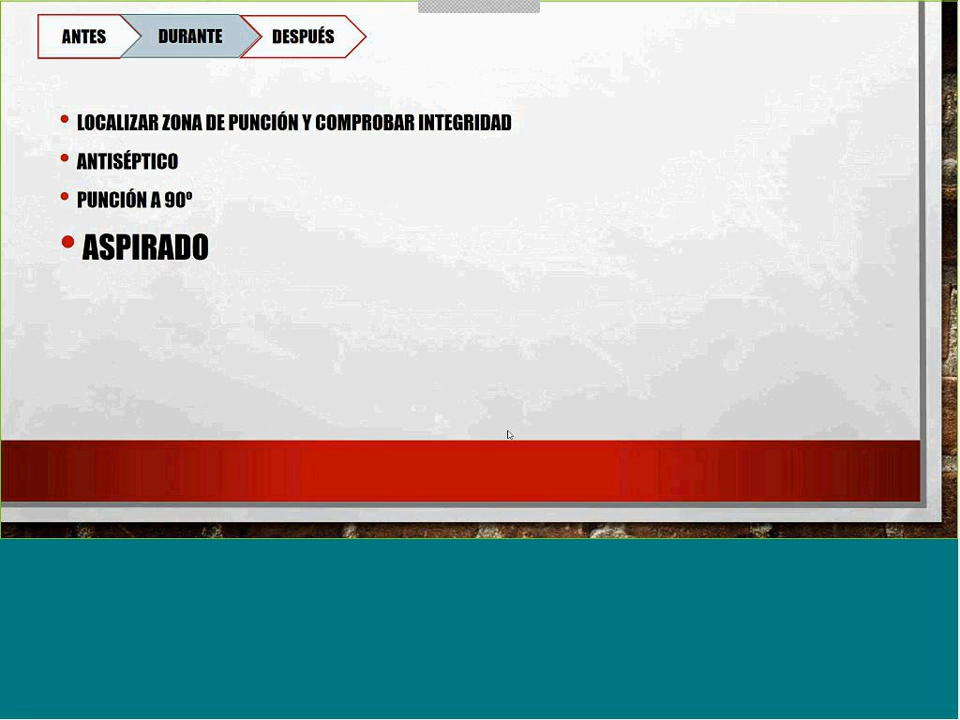 ANTES DURANTE DESPUÉS
• LOCALIZAR ZONA DE PUNCIÓN Y COMPROBAR INTEGRIDAD
• ANTISÉPTICO
• PUNCIÓN A 90º
• ASPIRADO